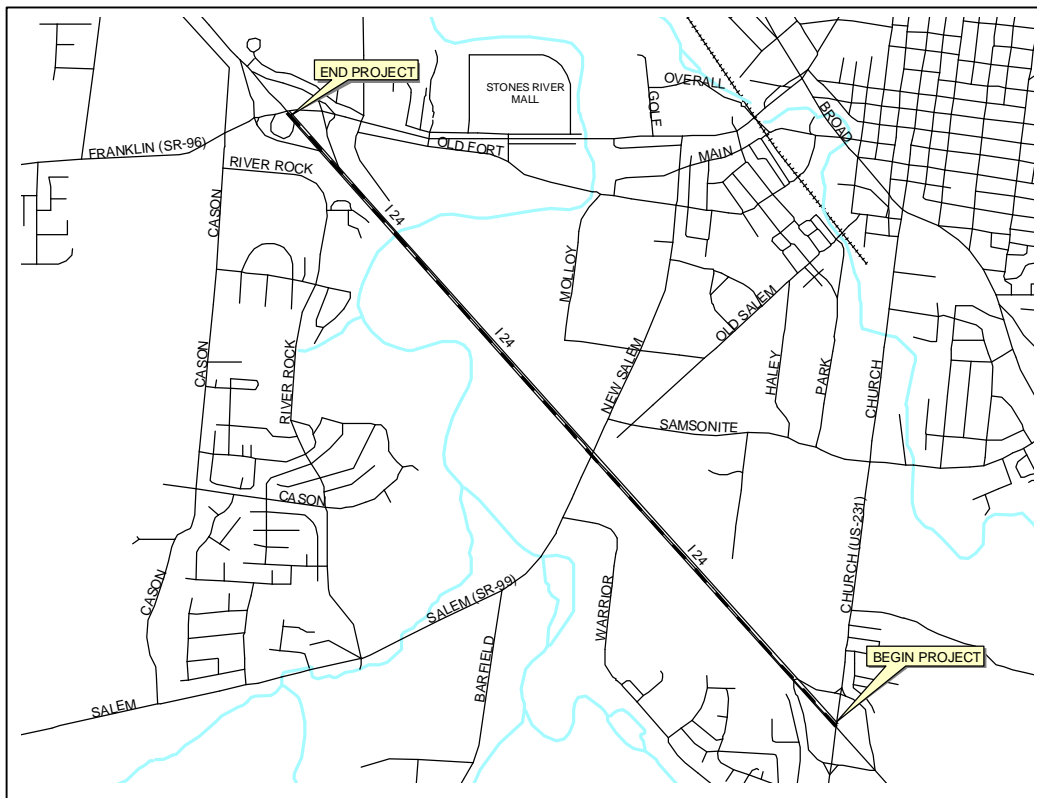 OVERALL
END PROJECT
STONES RIVER
MALL
GOLF
BROAD
FRANKLIN (SR-96)
OLD FORT
MAIN
RIVER ROCK
CASON
I 24
MOLLOY
OLD SALEM
I 24
CASON
RIVER ROCK
NEW SALEM
HALEY
PARK
CHURCH
SAMSONITE
CASON
I 24
CHURCH (US-231)
CASON
SALEM (SR-99)
WARRIOR
BARFIELD
BEGIN PROJECT
SALEM